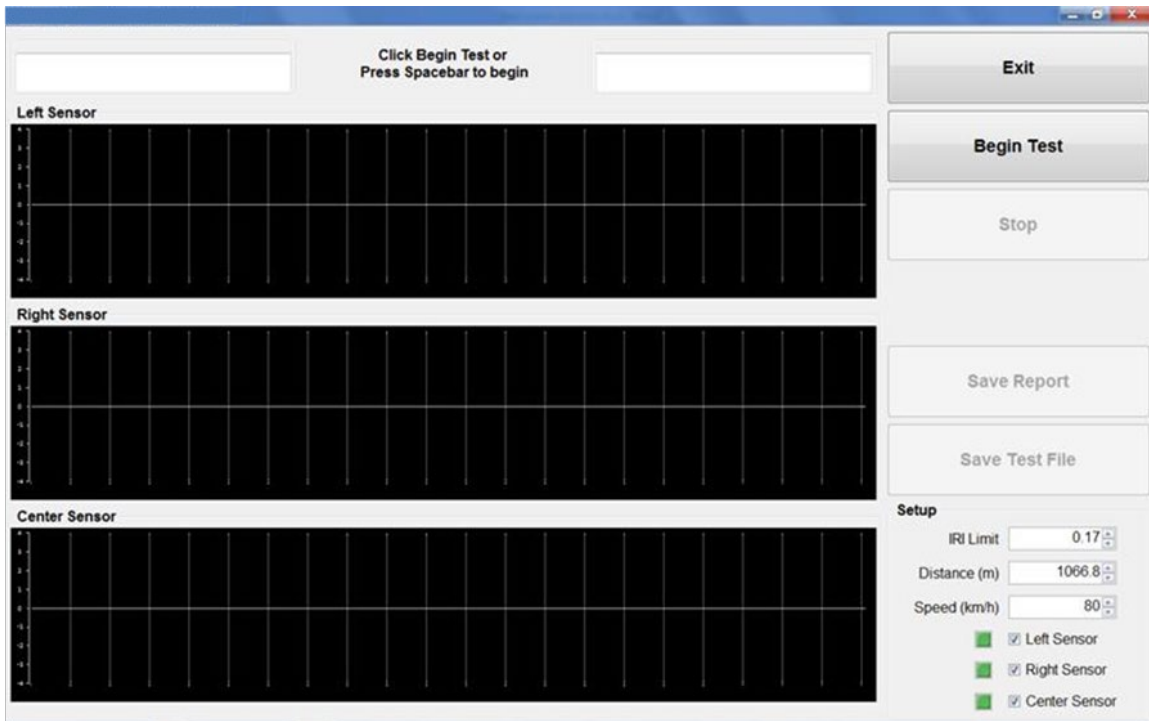 Click Begin Test or
Press Spacebar to begin
Exit
Left Sensor
Begin Test
Stop
Right Sensor
Save Report
Save Test File
Center Sensor
Setup
IRI Limit 0.17
Distance (m) 1066.8
Speed (km/h) 80
Left Sensor
Right Sensor
Center Sensor